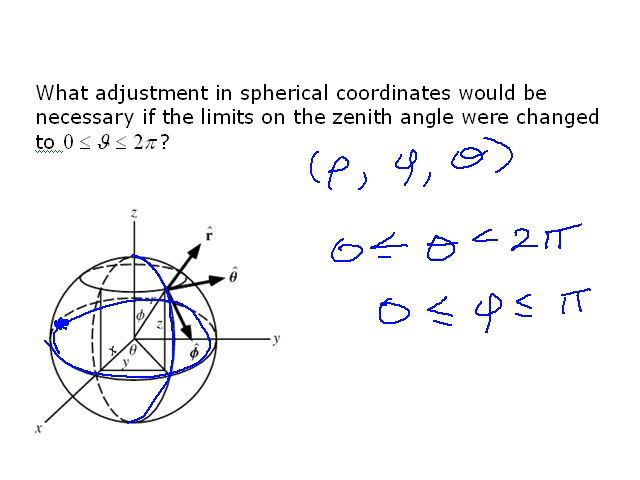 What adjustment in spherical coordinates would be
necessary if the limits on the zenith angle were changed
to 0 ≤ ϑ ≤ 2π?
(ρ, φ, θ)
0 ≤ θ < 2π
0 ≤ φ ≤ π
z
r̂
θ̂
ϕ
z
x
θ
y
ϕ̂
y
x